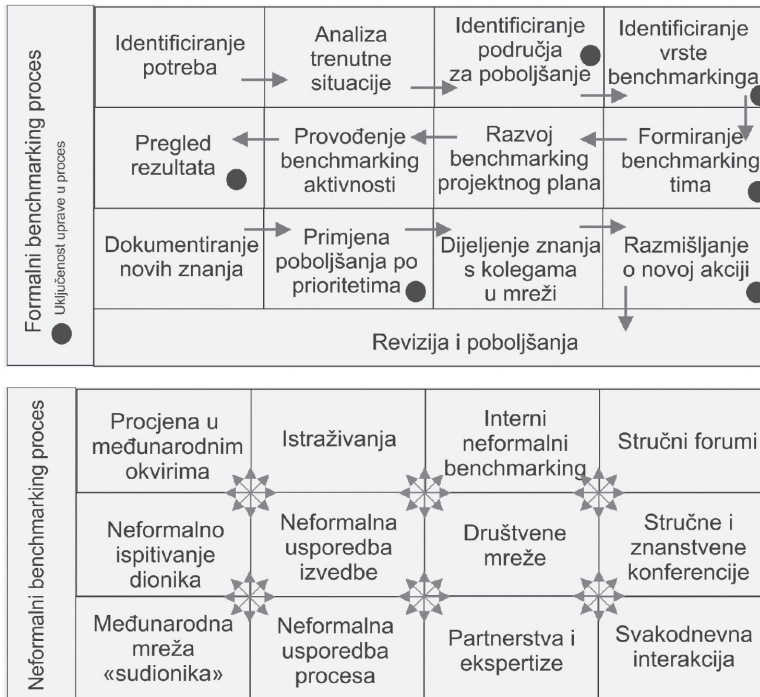 Formalni benchmarking proces
Uključenost uprave u proces
Identificiranje
potreba
Analiza
trenutne
situacije
Identificiranje
područja
za poboljšanje
Identificiranje
vrste
benchmarkinga
Pregled
rezultata
Provođenje
benchmarking
aktivnosti
Razvoj
benchmarking
projektnog plana
Formiranje
benchmarking
tima
Dokumentiranje
novih znanja
Primjena
poboljšanja po
prioritetima
Dijeljenje znanja
s kolegama
u mreži
Razmišljanje
o novoj akciji
Revizija i poboljšanja
Neformalni benchmarking proces
Procjena u
međunarodnim
okvirima
Istraživanja
Interni
neformalni
benchmarking
Stručni forumi
Neformalno
ispitivanje
dionika
Neformalna
usporedba
izvedbe
Društvene
mreže
Stručne i
znanstvene
konferencije
Međunarodna
mreža
«sudionika»
Neformalna
usporedba
procesa
Partnerstva i
ekspertize
Svakodnevna
interakcija